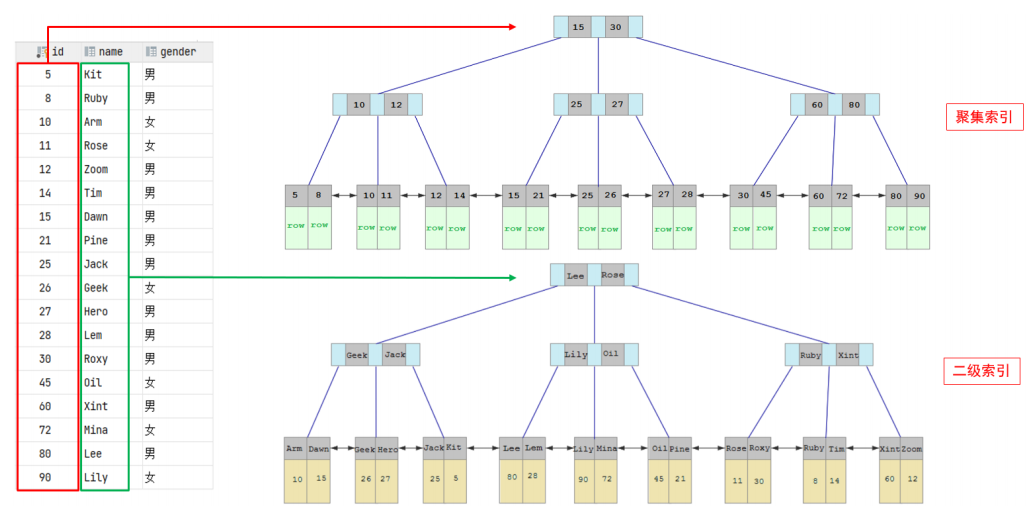 id name gender
5 Kit 男
8 Ruby 男
10 Arm 女
11 Rose 女
12 Zoom 男
14 Tim 男
15 Dawn 男
21 Pine 男
25 Jack 男
26 Geek 女
27 Hero 男
28 Lem 男
30 Roxy 男
45 Oil 女
60 Xint 男
72 Mina 女
80 Lee 男
90 Lily 女
15 30
10 12 25 27 60 80
聚集索引
5 8 10 11 12 14 15 21 25 26 27 28 30 45 60 72 80 90
row row row row row row row row row row row row row row row row row row
Lee Rose
Geek Jack Lily Oil Ruby Xint
二级索引
Arm Dawn Geek Hero Jack Kit Lee Lem Lily Mina Oil Pine Rose Roxy Ruby Tim Xint Zoom
10 15 26 27 25 5 80 28 90 72 45 21 11 30 8 14 60 12